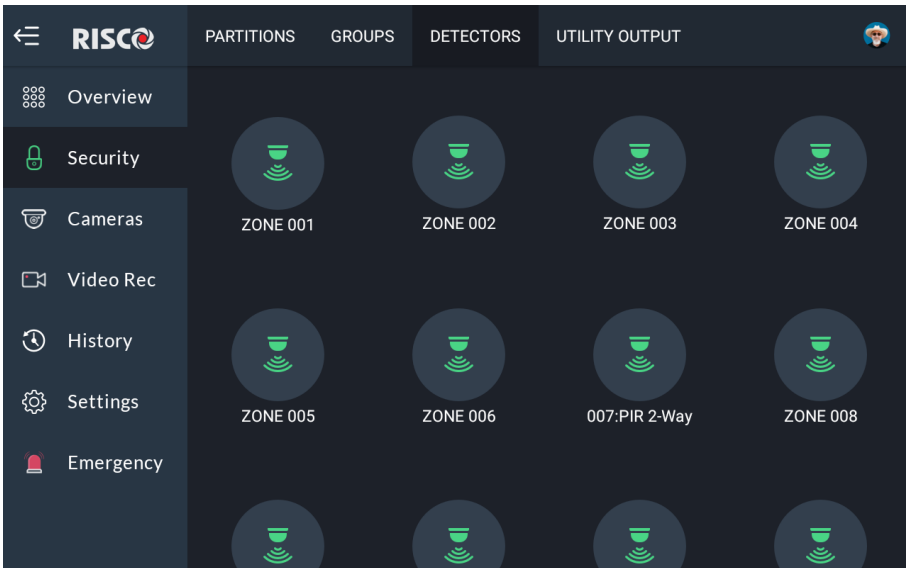 RISCO
PARTITIONS
GROUPS
DETECTORS
UTILITY OUTPUT
Overview
Security
Cameras
Video Rec
History
Settings
Emergency
ZONE 001
ZONE 002
ZONE 003
ZONE 004
ZONE 005
ZONE 006
007:PIR 2-Way
ZONE 008